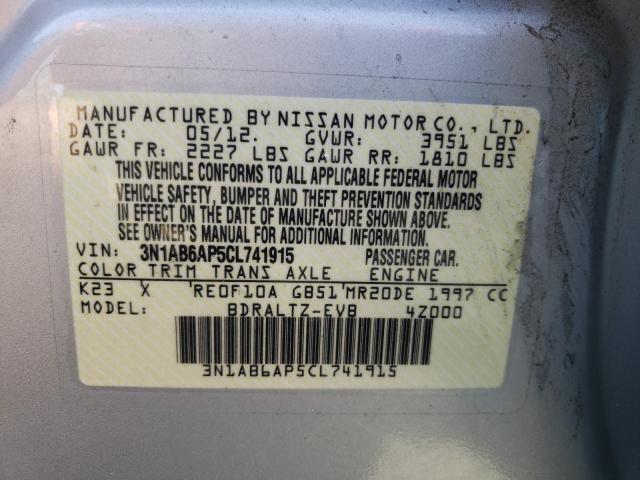 MANUFACTURED BY NISSAN MOTOR CO., LTD.
DATE: 05/12. GVWR: 3951 LBS
GAWR FR: 2227 LBS GAWR RR: 1810 LBS
THIS VEHICLE CONFORMS TO ALL APPLICABLE FEDERAL MOTOR
VEHICLE SAFETY, BUMPER AND THEFT PREVENTION STANDARDS
IN EFFECT ON THE DATE OF MANUFACTURE SHOWN ABOVE.
SEE OWNER'S MANUAL FOR ADDITIONAL INFORMATION.
VIN: 3N1AB6AP5CL741915 PASSENGER CAR.
COLOR TRIM TRANS AXLE ENGINE
K23 X RE0F10A GB51 MR20DE 1997 CC
MODEL: BDRALTZ-EVB 4Z000
3N1AB6AP5CL741915